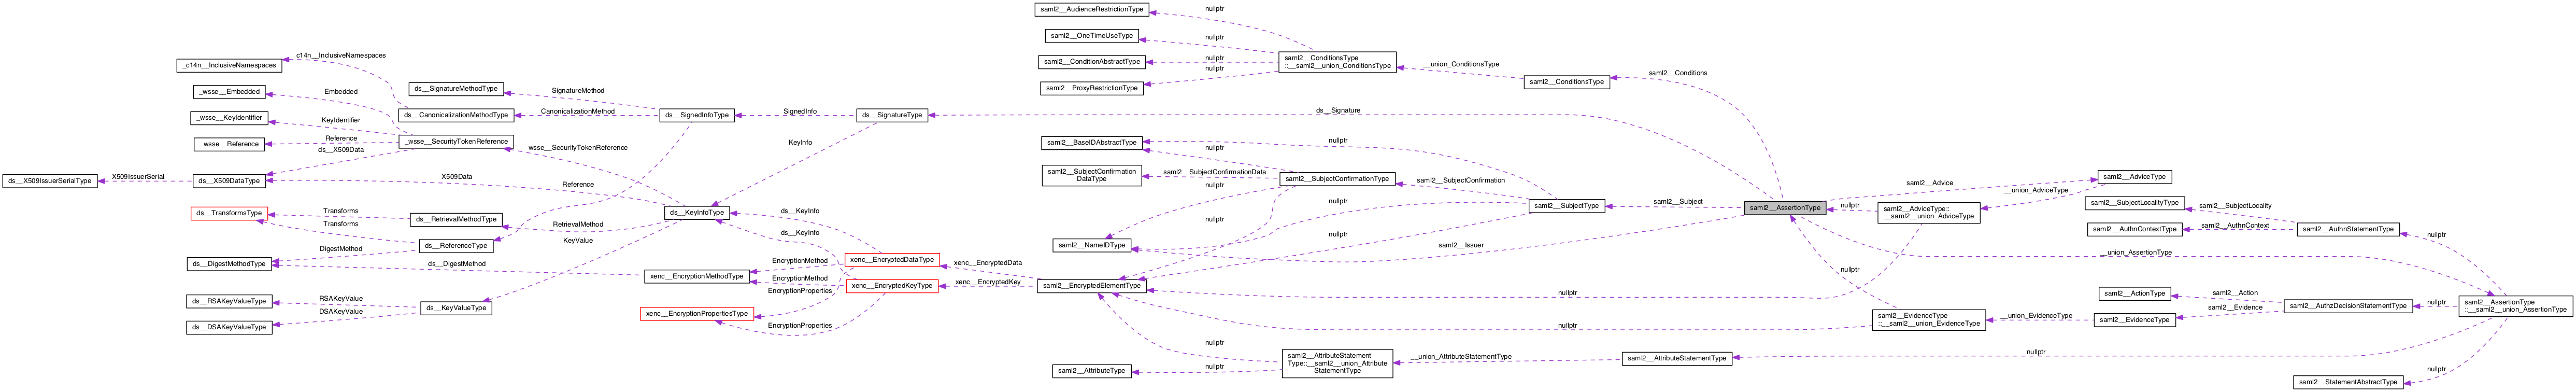 saml2__AudienceRestrictionType
nullptr
saml2__OneTimeUseType
nullptr
_c14n__InclusiveNamespaces
c14n__InclusiveNamespaces
saml2__ConditionAbstractType
nullptr
saml2__ConditionsType
::__saml2__union_ConditionsType
__union_ConditionsType
saml2__ConditionsType
saml2__Conditions
nullptr
saml2__ProxyRestrictionType
_wsse__Embedded
Embedded
ds__SignatureMethodType
SignatureMethod
_wsse__KeyIdentifier
KeyIdentifier
ds__CanonicalizationMethodType
CanonicalizationMethod
ds__SignedInfoType
SignedInfo
ds__SignatureType
ds__Signature
_wsse__Reference
Reference
_wsse__SecurityTokenReference
wsse__SecurityTokenReference
KeyInfo
saml2__BaseIDAbstractType
nullptr
nullptr
ds__X509Data
ds__X509IssuerSerialType
X509IssuerSerial
ds__X509DataType
X509Data
Reference
saml2__SubjectConfirmation
DataType
saml2__SubjectConfirmationData
nullptr
saml2__SubjectConfirmationType
saml2__SubjectConfirmation
saml2__Advice
saml2__AdviceType
__union_AdviceType
ds__TransformsType
Transforms
Transforms
ds__RetrievalMethodType
RetrievalMethod
ds__KeyInfoType
ds__KeyInfo
ds__KeyInfo
nullptr
nullptr
saml2__SubjectType
saml2__Subject
saml2__AssertionType
nullptr
saml2__AdviceType::
__saml2__union_AdviceType
saml2__SubjectLocalityType
saml2__SubjectLocality
saml2__AuthnContextType
saml2__AuthnContext
saml2__AuthnStatementType
nullptr
ds__ReferenceType
KeyValue
saml2__NameIDType
nullptr
saml2__Issuer
__union_AssertionType
ds__DigestMethodType
DigestMethod
ds__DigestMethod
xenc__EncryptionMethodType
EncryptionMethod
EncryptionMethod
xenc__EncryptedDataType
xenc__EncryptedData
nullptr
EncryptionProperties
xenc__EncryptedKeyType
xenc__EncryptedKey
saml2__EncryptedElementType
nullptr
saml2__ActionType
saml2__Action
ds__RSAKeyValueType
RSAKeyValue
ds__KeyValueType
DSAKeyValue
ds__DSAKeyValueType
xenc__EncryptionPropertiesType
EncryptionProperties
nullptr
saml2__EvidenceType
::__saml2__union_EvidenceType
__union_EvidenceType
saml2__EvidenceType
saml2__Evidence
saml2__AuthzDecisionStatementType
nullptr
saml2__AssertionType
::__saml2__union_AssertionType
nullptr
saml2__AttributeType
nullptr
saml2__AttributeStatement
Type::__saml2__union_Attribute
StatementType
__union_AttributeStatementType
saml2__AttributeStatementType
nullptr
saml2__StatementAbstractType
nullptr